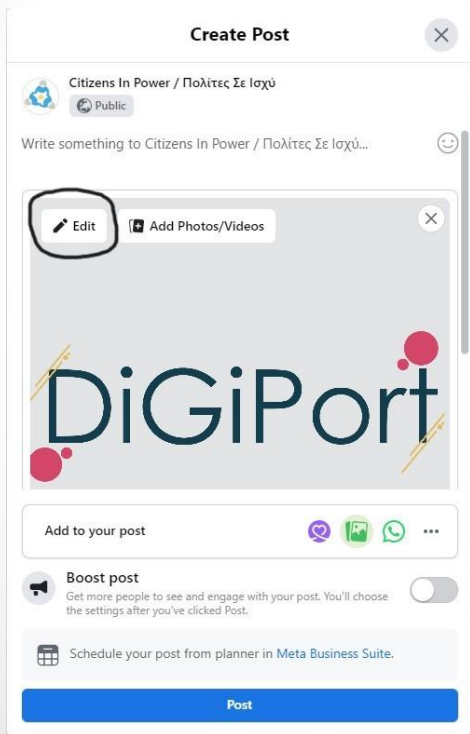 Create Post
Citizens In Power / Πολίτες Σε Ισχύ
Public
Write something to Citizens In Power / Πολίτες Σε Ισχύ...
Edit
Add Photos/Videos
DiGiPort
Add to your post
Boost post
Get more people to see and engage with your post. You'll choose
the settings after you've clicked Post.
Schedule your post from planner in Meta Business Suite.
Post